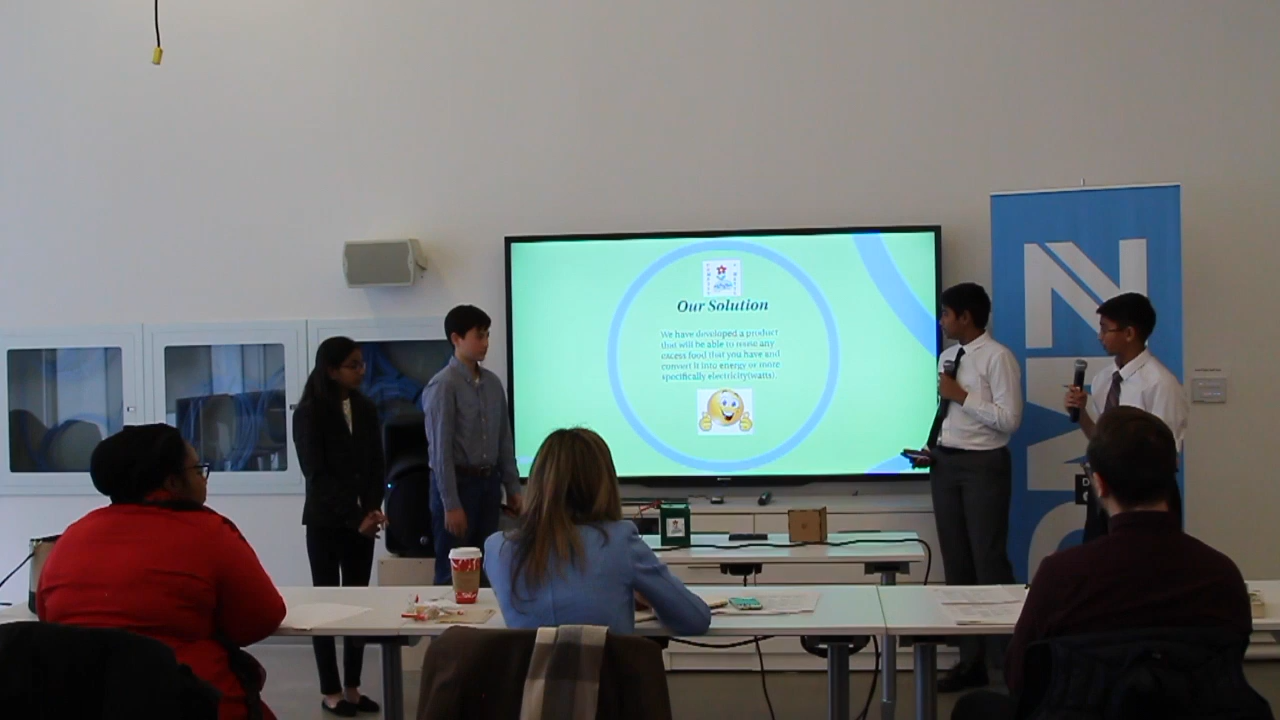 Our Solution
We have developed a product
that will be able to reuse any
excess food that you have and
convert it into energy or more
specifically electricity(watts).